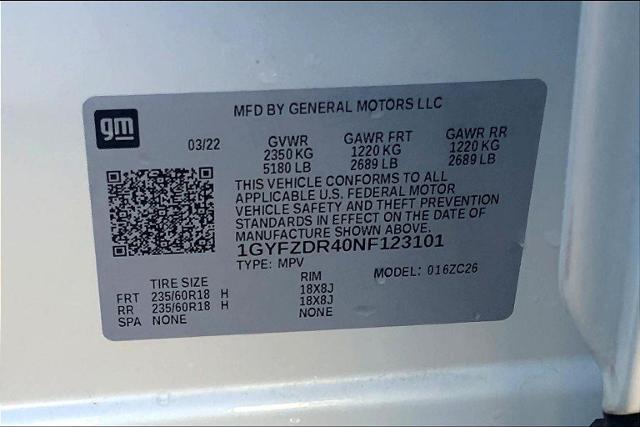 gm
MFD BY GENERAL MOTORS LLC
03/22 GVWR GAWR FRT GAWR RR
2350 KG 1220 KG 1220 KG
5180 LB 2689 LB 2689 LB
THIS VEHICLE CONFORMS TO ALL
APPLICABLE U.S. FEDERAL MOTOR
VEHICLE SAFETY AND THEFT PREVENTION
STANDARDS IN EFFECT ON THE DATE OF
MANUFACTURE SHOWN ABOVE.
1GYFZDR40NF123101
TYPE: MPV MODEL: 016ZC26
TIRE SIZE RIM
FRT 235/60R18 H 18X8J
RR 235/60R18 H 18X8J
SPA NONE NONE